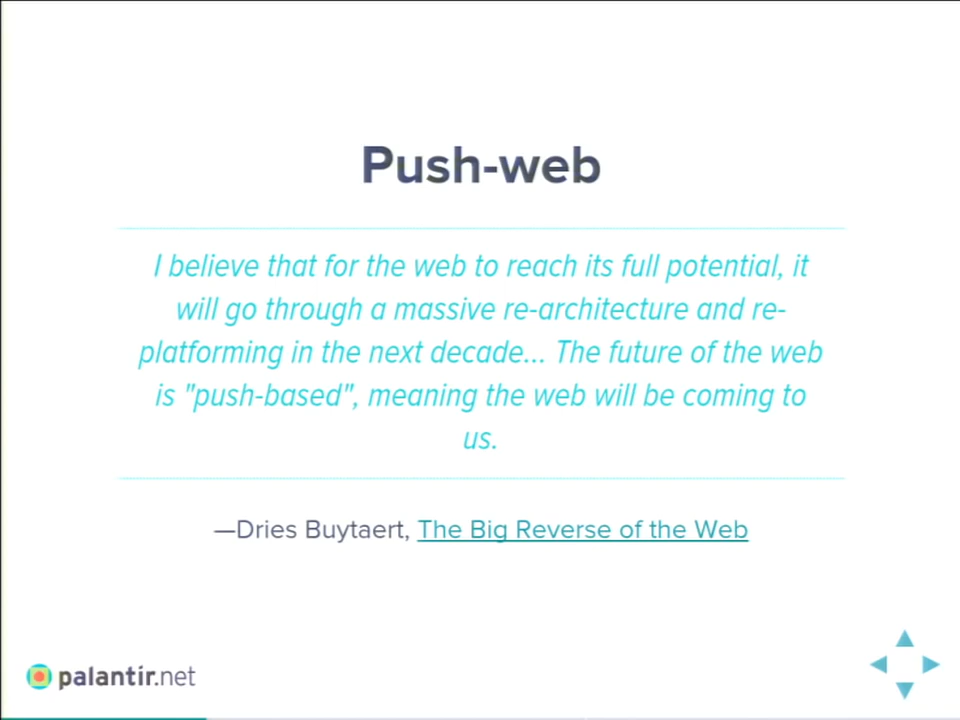 Push-web
I believe that for the web to reach its full potential, it
will go through a massive re-architecture and re-
platforming in the next decade... The future of the web
is "push-based", meaning the web will be coming to
us.
—Dries Buytaert, The Big Reverse of the Web
palantir.net